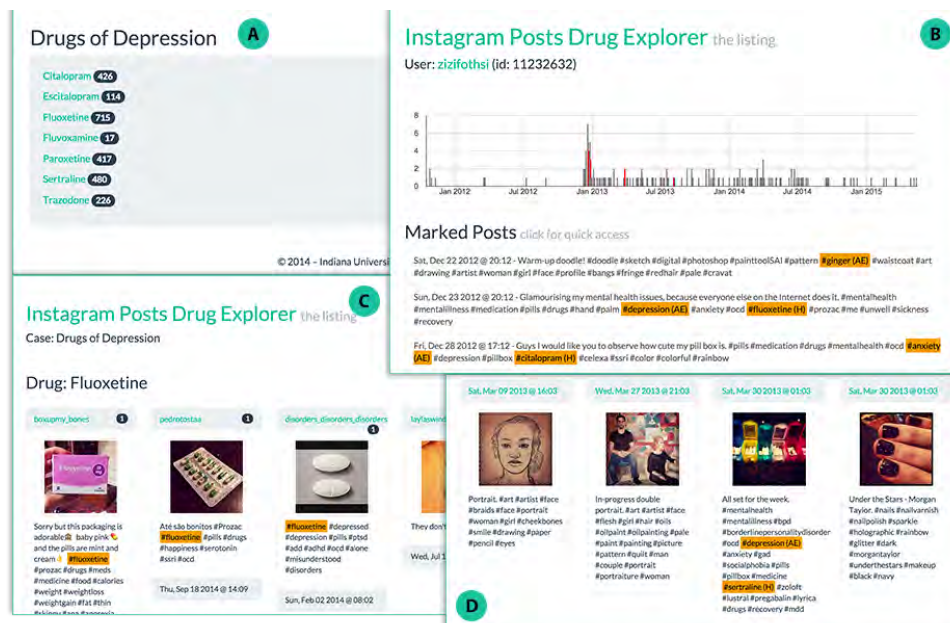 Drugs of Depression
A
Citalopram 426
Escitalopram 114
Fluoxetine 715
Fluvoxamine 17
Paroxetine 417
Sertraline 480
Trazodone 226
© 2014 – Indiana Universi
Instagram Posts Drug Explorer the listing
B
User: zizifothsi (id: 11232632)
8
6
4
2
0
Jan 2012 Jul 2012 Jan 2013 Jul 2013 Jan 2014 Jul 2014 Jan 2015
Marked Posts click for quick access
Sat, Dec 22 2012 @ 20:12 - Warm-up doodle! #doodle #sketch #digital #photoshop #painttoolSAI #pattern #ginger (AE) #waistcoat #art
#drawing #artist #woman #girl #face #profile #bangs #fringe #redhair #pale #cravat
Sun, Dec 23 2012 @ 20:12 - Glamourising my mental health issues, because everyone else on the Internet does it. #mentalhealth
#mentalillness #medication #pills #drugs #hand #palm #depression (AE) #anxiety #ocd #fluoxetine (H) #prozac #me #unwell #sickness
#recovery
Fri, Dec 28 2012 @ 17:12 - Guys I would like you to observe how cute my pill box is. #pills #medication #drugs #mentalhealth #ocd #anxiety
(AE) #depression #pillbox #citalopram (H) #celexa #ssri #color #colorful #rainbow
Instagram Posts Drug Explorer the listing
C
Case: Drugs of Depression
Drug: Fluoxetine
boxupmy_bones 1
Fluoxetine
Sorry but this packaging is
adorable baby pink
and the pills are mint and
cream #fluoxetine
#prozac #drugs #meds
#medicine #food #calories
#weight #weightloss
#weightgain #fat #thin
pedrotostaa 1
Até são bonitos #Prozac
#fluoxetine #pills #drugs
#happiness #serotonin
#ssri #ocd
Thu, Sep 18 2014 @ 14:09
disorders_disorders_disorders
1
#fluoxetine #depressed
#depression #pills #ptsd
#add #adhd #ocd #alone
#misunderstood
#disorders
Sun, Feb 02 2014 @ 08:02
They don't
Wed, Jul 1
D
Sat, Mar 09 2013 @ 16:03
Portrait. #art #artist #face
#braids #face #portrait
#woman #girl #cheekbones
#smile #drawing #paper
#pencil #eyes
Wed, Mar 27 2013 @ 21:03
In-progress double
portrait. #art #artist #face
#flesh #girl #hair #oils
#oilpaint #oilpainting #pale
#paint #painting #picture
#pattern #quilt #man
#couple #portrait
#portraiture #woman
Sat, Mar 30 2013 @ 01:03
All set for the week.
#mentalhealth
#mentalillness #bpd
#borderlinepersonalitydisorder
#ocd #depression (AE)
#anxiety #gad
#socialphobia #pills
#pillbox #medicine
#sertraline (H) #zoloft
#lustral #pregabalin #lyrica
#drugs #recovery #mdd
Sat, Mar 30 2013 @ 01:03
Under the Stars - Morgan
Taylor. #nails #nailvarnish
#nailpolish #sparkle
#holographic #rainbow
#glitter #dark
#morgantaylor
#underthestars #makeup
#black #navy